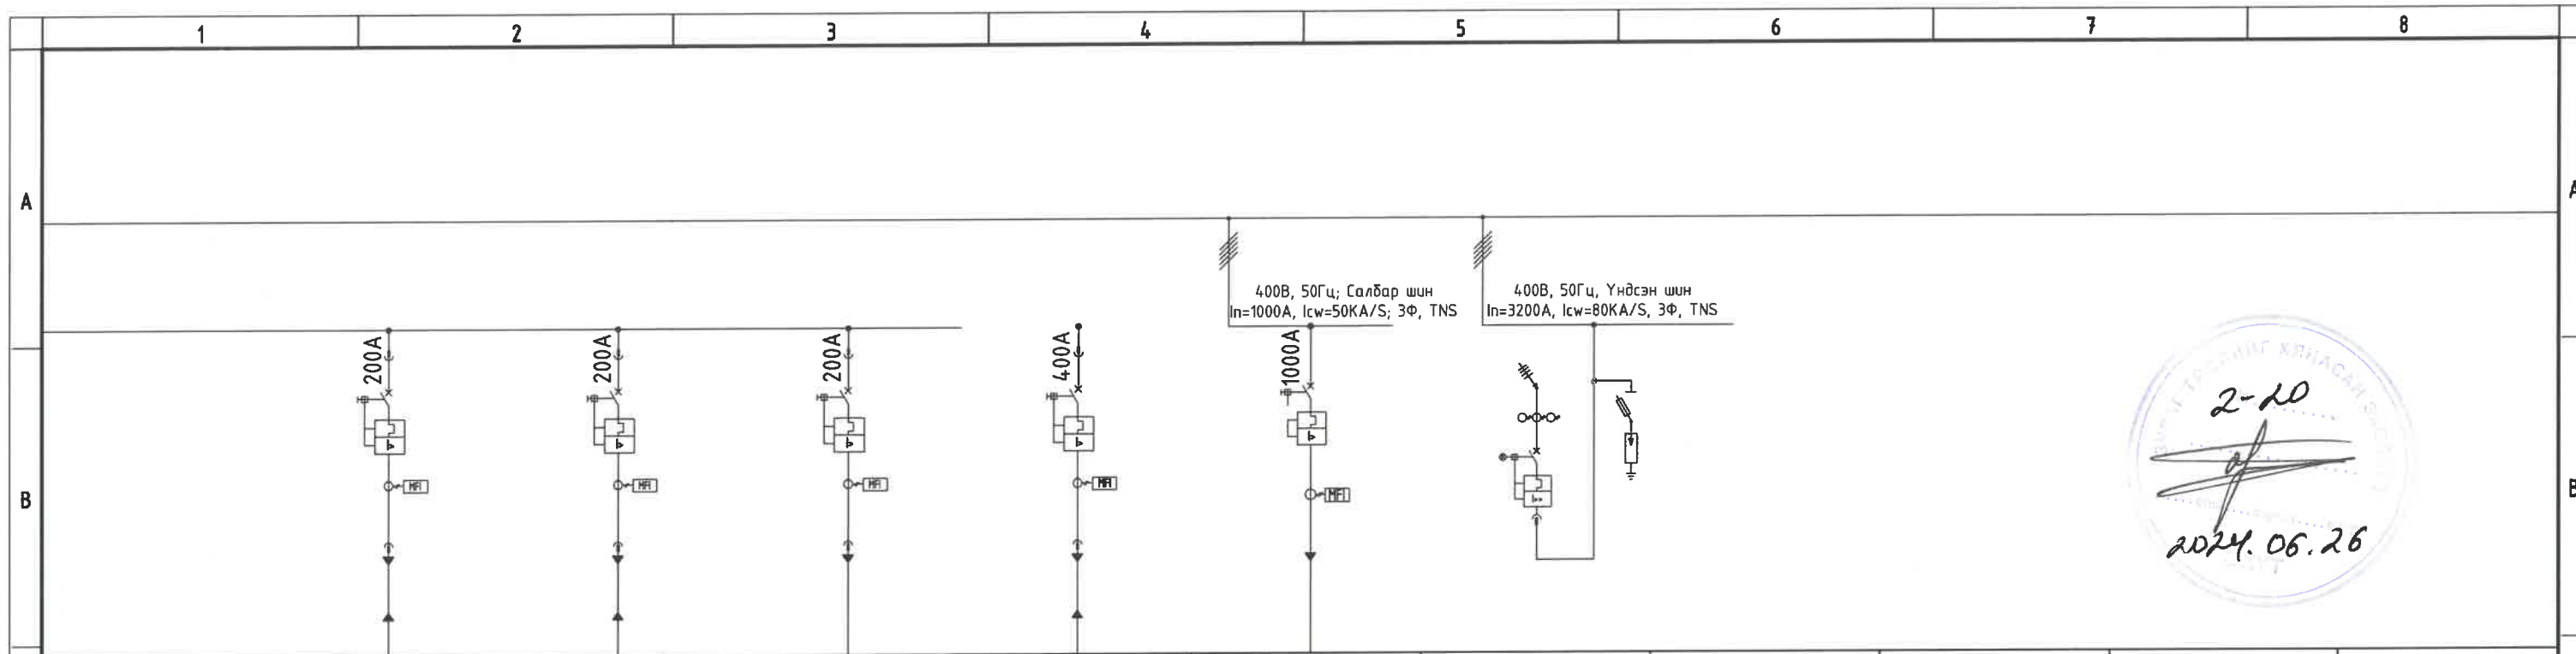 1 2 3 4 5 6 7 8
A A
400В, 50Гц; Салбар шин
In=1000A, Icw=50KA/S; 3Ф, TNS
400В, 50Гц, Үндсэн шин
In=3200A, Icw=80KA/S, 3Ф, TNS
200A 200A 200A 400A 1000A
MFI MFI MFI MFI MFI
B B
2-20
2024.06.26